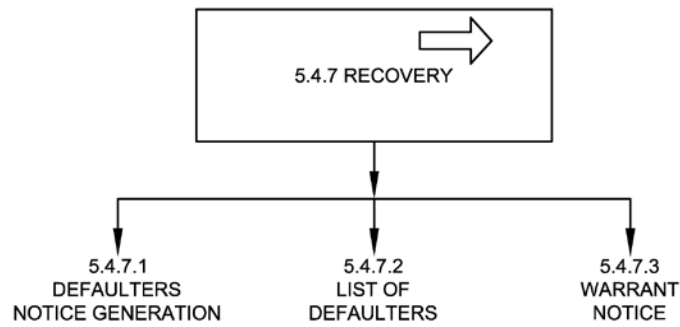 5.4.7 RECOVERY
5.4.7.1
DEFAULTERS
NOTICE GENERATION
5.4.7.2
LIST OF
DEFAULTERS
5.4.7.3
WARRANT
NOTICE